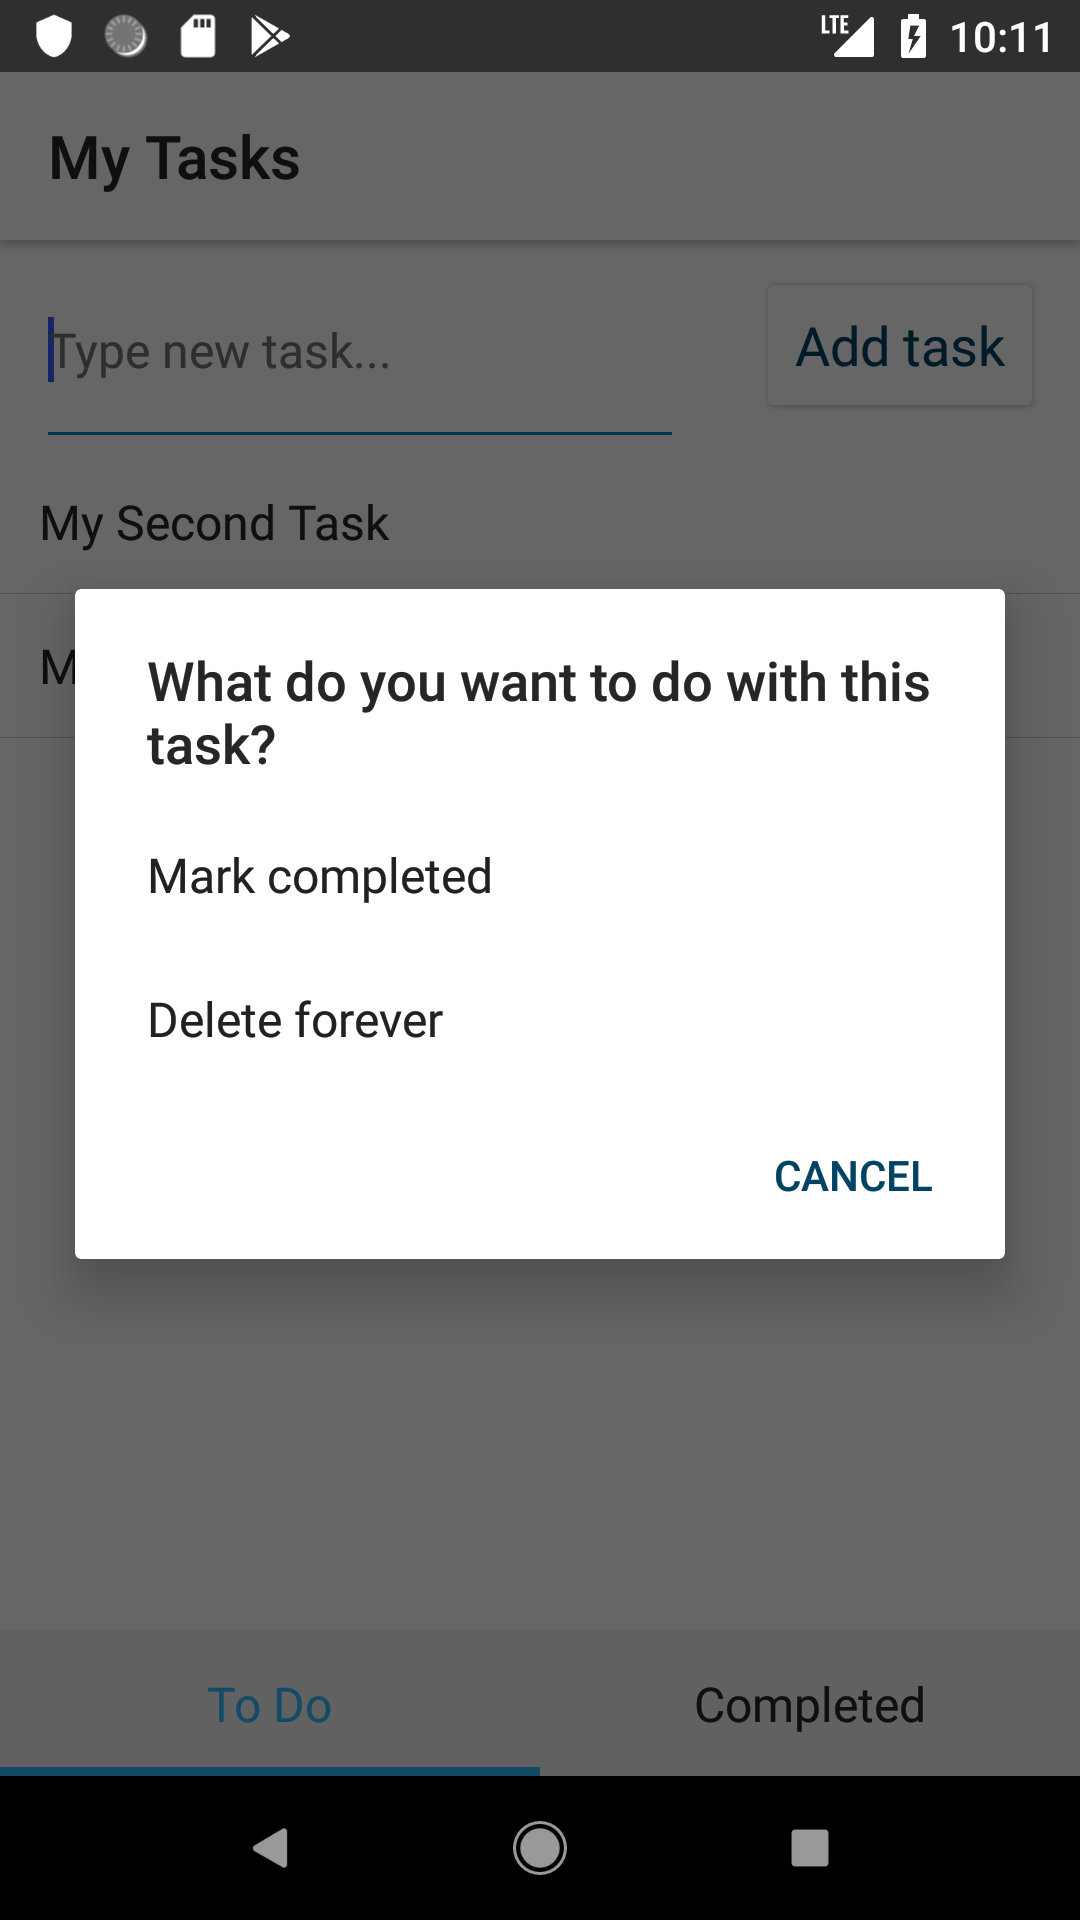 LTE 10:11
My Tasks
Type new task...
Add task
My Second Task
M
What do you want to do with this
task?
Mark completed
Delete forever
CANCEL
To Do
Completed